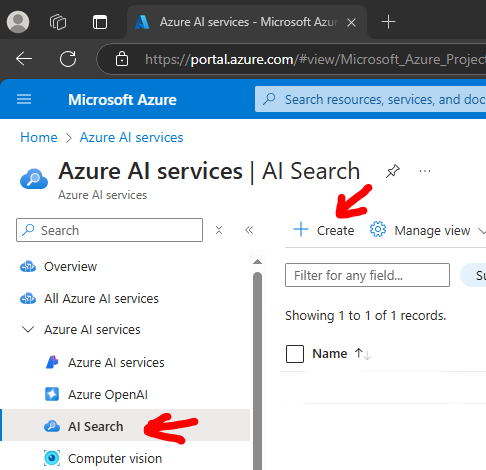 Azure AI services - Microsoft Azur
https://portal.azure.com/#view/Microsoft_Azure_Projec
Microsoft Azure
Search resources, services, and doc
Home > Azure AI services
Azure AI services | AI Search
Azure AI services
Search
Create
Manage view
Overview
All Azure AI services
Azure AI services
Azure AI services
Azure OpenAI
AI Search
Computer vision
Filter for any field...
Su
Showing 1 to 1 of 1 records.
Name